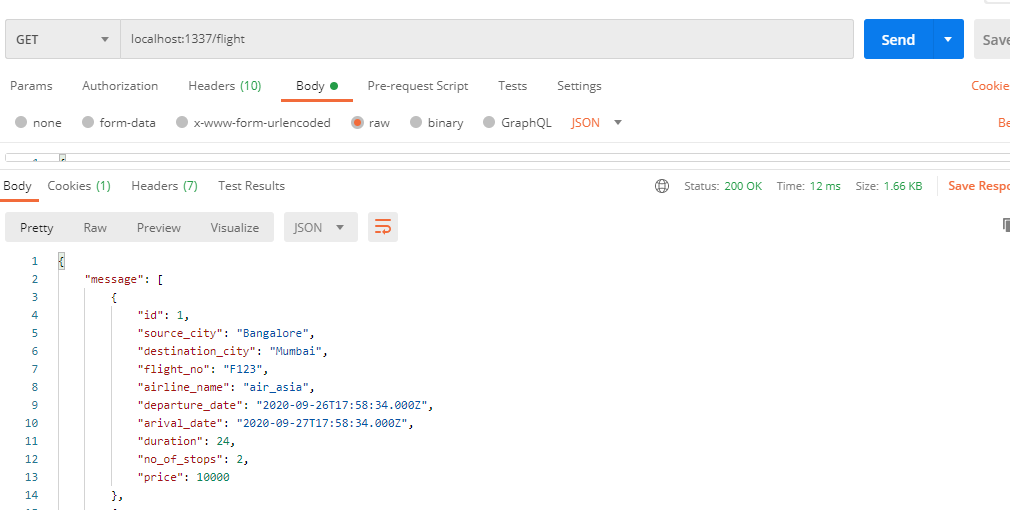 GET localhost:1337/flight Send Save
Params Authorization Headers (10) Body Pre-request Script Tests Settings Cookie
none form-data x-www-form-urlencoded raw binary GraphQL JSON Be
Body Cookies (1) Headers (7) Test Results Status: 200 OK Time: 12 ms Size: 1.66 KB Save Respo
Pretty Raw Preview Visualize JSON
1 {
2 "message": [
3 {
4 "id": 1,
5 "source_city": "Bangalore",
6 "destination_city": "Mumbai",
7 "flight_no": "F123",
8 "airline_name": "air_asia",
9 "departure_date": "2020-09-26T17:58:34.000Z",
10 "arival_date": "2020-09-27T17:58:34.000Z",
11 "duration": 24,
12 "no_of_stops": 2,
13 "price": 10000
14 },